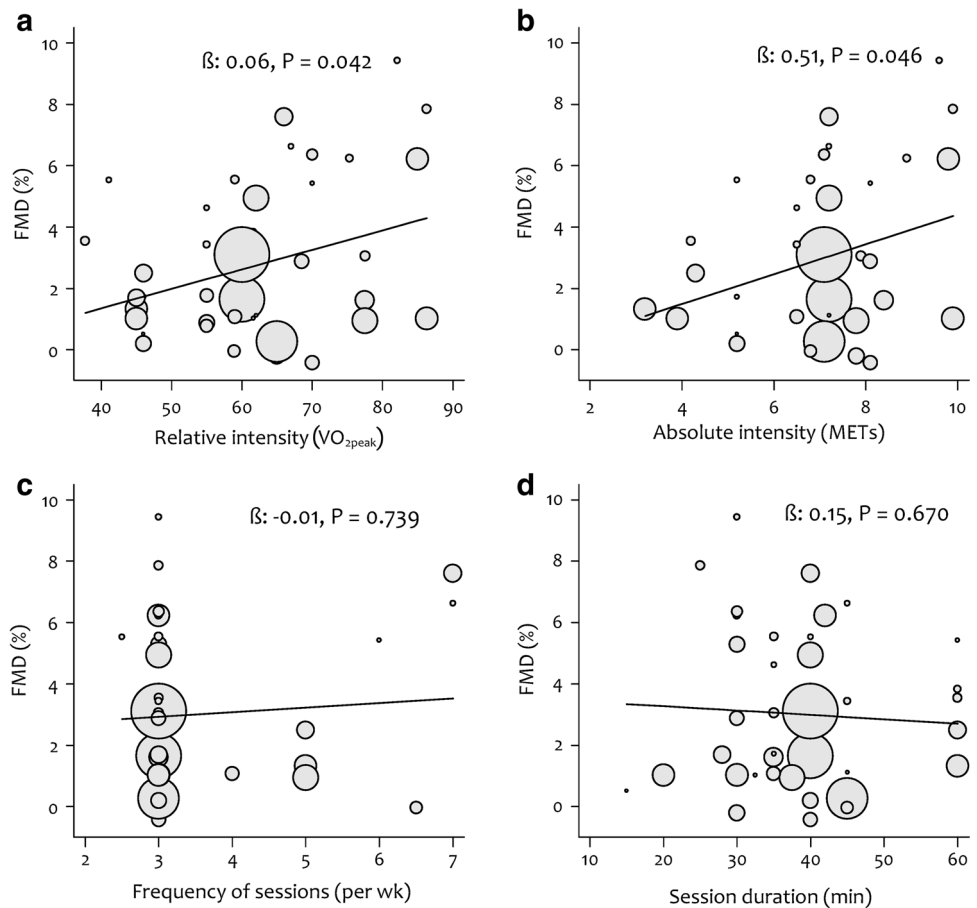 a
ß: 0.06, P = 0.042
10
8
6
4
2
0
FMD (%)
40 50 60 70 80 90
Relative intensity (VO2peak)
b
ß: 0.51, P = 0.046
10
8
6
4
2
0
FMD (%)
2 4 6 8 10
Absolute intensity (METs)
c
ß: -0.01, P = 0.739
10
8
6
4
2
0
FMD (%)
2 3 4 5 6 7
Frequency of sessions (per wk)
d
ß: 0.15, P = 0.670
10
8
6
4
2
0
FMD (%)
10 20 30 40 50 60
Session duration (min)